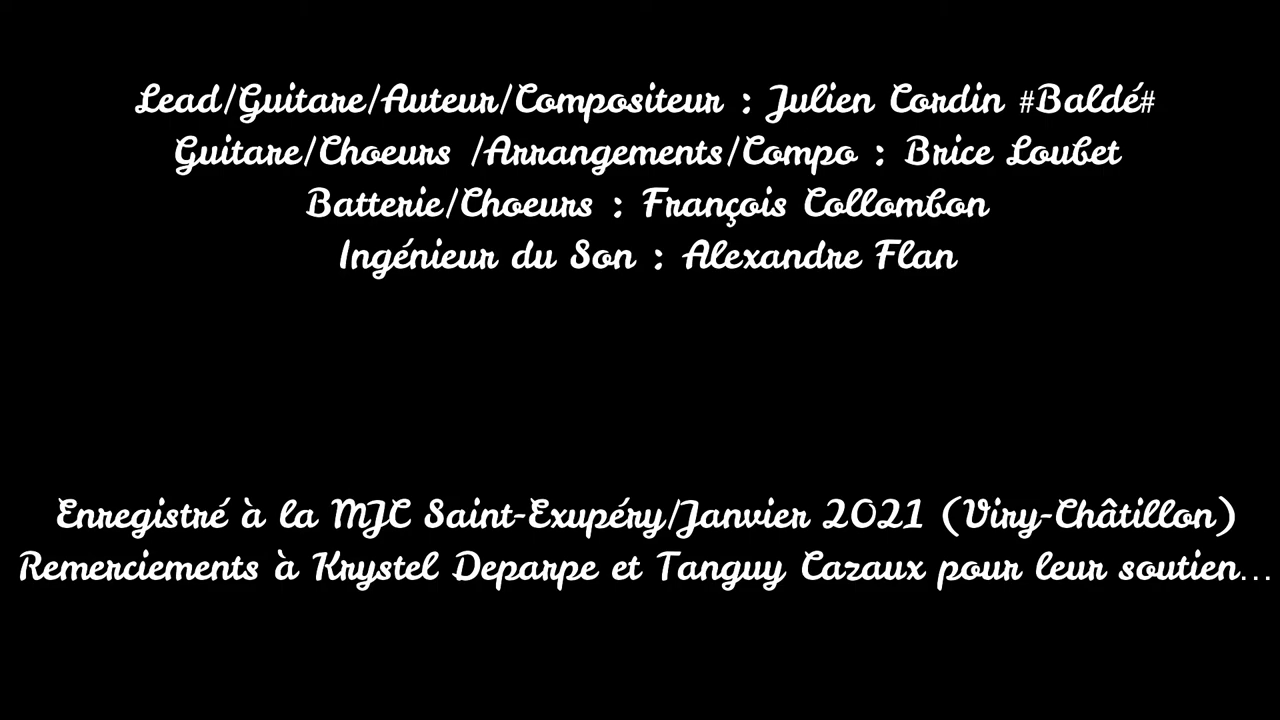 Lead/Guitare/Auteur/Compositeur : Julien Cordin #Baldé#
Guitare/Choeurs /Arrangements/Compo : Brice Loubet
Batterie/Choeurs : François Collombon
Ingénieur du Son : Alexandre Flan
Enregistré à la MJC Saint-Exupéry/Janvier 2021 (Viry-Châtillon)
Remerciements à Krystel Deparpe et Tanguy Cazaux pour leur soutien...